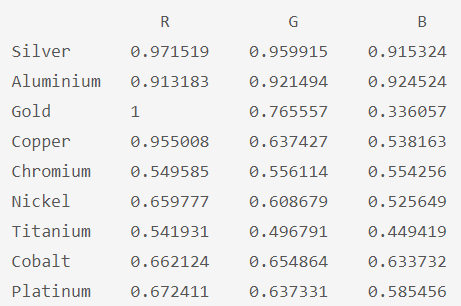 R G B
Silver 0.971519 0.959915 0.915324
Aluminium 0.913183 0.921494 0.924524
Gold 1 0.765557 0.336057
Copper 0.955008 0.637427 0.538163
Chromium 0.549585 0.556114 0.554256
Nickel 0.659777 0.608679 0.525649
Titanium 0.541931 0.496791 0.449419
Cobalt 0.662124 0.654864 0.633732
Platinum 0.672411 0.637331 0.585456